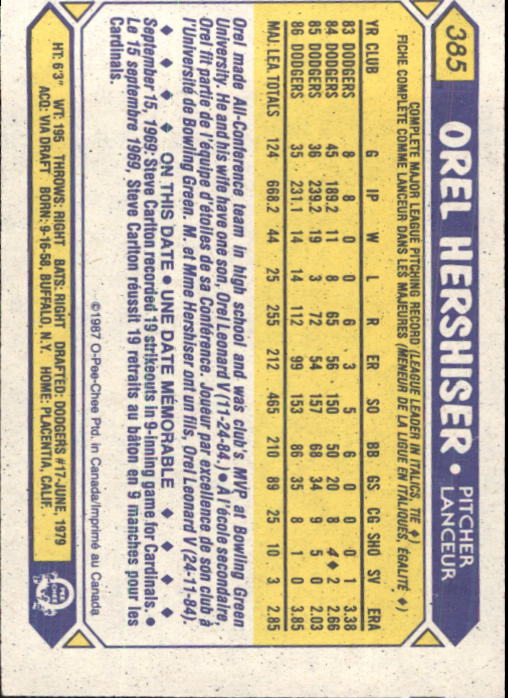 385
OREL HERSHISER • PITCHER
LANCEUR
COMPLETE MAJOR LEAGUE PITCHING RECORD (LEAGUE LEADER IN ITALICS, TIE ♦)
FICHE COMPLÈTE COMME LANCEUR DANS LES MAJEURES (MENEUR DE LA LIGUE EN ITALIQUES, ÉGALITÉ ♦)
YR CLUB G IP W L R ER SO BB GS CG SHO SV ERA
83 DODGERS 8 8 0 0 6 3 5 6 0 0 0 1 3.38
84 DODGERS 45 189.2 11 8 65 56 150 50 20 8 4♦ 2 2.66
85 DODGERS 36 239.2 19 3 72 54 157 68 34 9 5 0 2.03
86 DODGERS 35 231.1 14 14 112 99 153 86 35 8 1 0 3.85
MAJ. LEA. TOTALS 124 668.2 44 25 255 212 465 210 89 25 10 3 2.85
Orel made All-Conference team in high school and was club's MVP at Bowling Green
University. He and his wife have one son, Orel Leonard V (11-24-84.) • A l'école secondaire,
Orel fit partie de l'équipe d'étoiles de sa Conférence. Joueur par excellence de son club à
l'Université de Bowling Green. M. et Mme Hershiser ont un fils, Orel Leonard V (24-11-84).
♦ ♦ ♦ ♦ ON THIS DATE • UNE DATE MÉMORABLE ♦ ♦ ♦ ♦
September 15, 1969: Steve Carlton recorded 19 strikeouts in 9-inning game for Cardinals. •
Le 15 septembre 1969, Steve Carlton réussit 19 retraits au bâton en 9 manches pour les
Cardinals.
©1987 O-Pee-Chee Ptd. in Canada/Imprimé au Canada
HT: 6'3" WT: 195 THROWS: RIGHT BATS: RIGHT DRAFTED: DODGERS #17-JUNE, 1979
ACQ: VIA DRAFT BORN: 9-16-58, BUFFALO, N.Y. HOME: PLACENTIA, CALIF.
O
PEE
CHEE